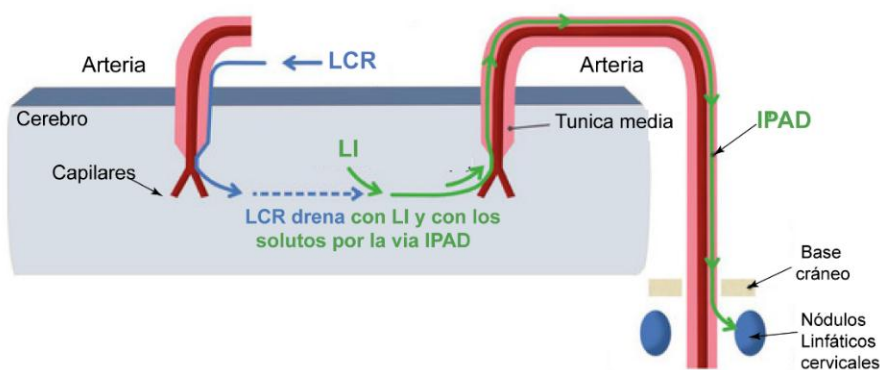 Arteria
LCR
Arteria
Cerebro
Tunica media
IPAD
LI
Capilares
LCR drena con LI y con los
solutos por la via IPAD
Base
cráneo
Nódulos
Linfáticos
cervicales